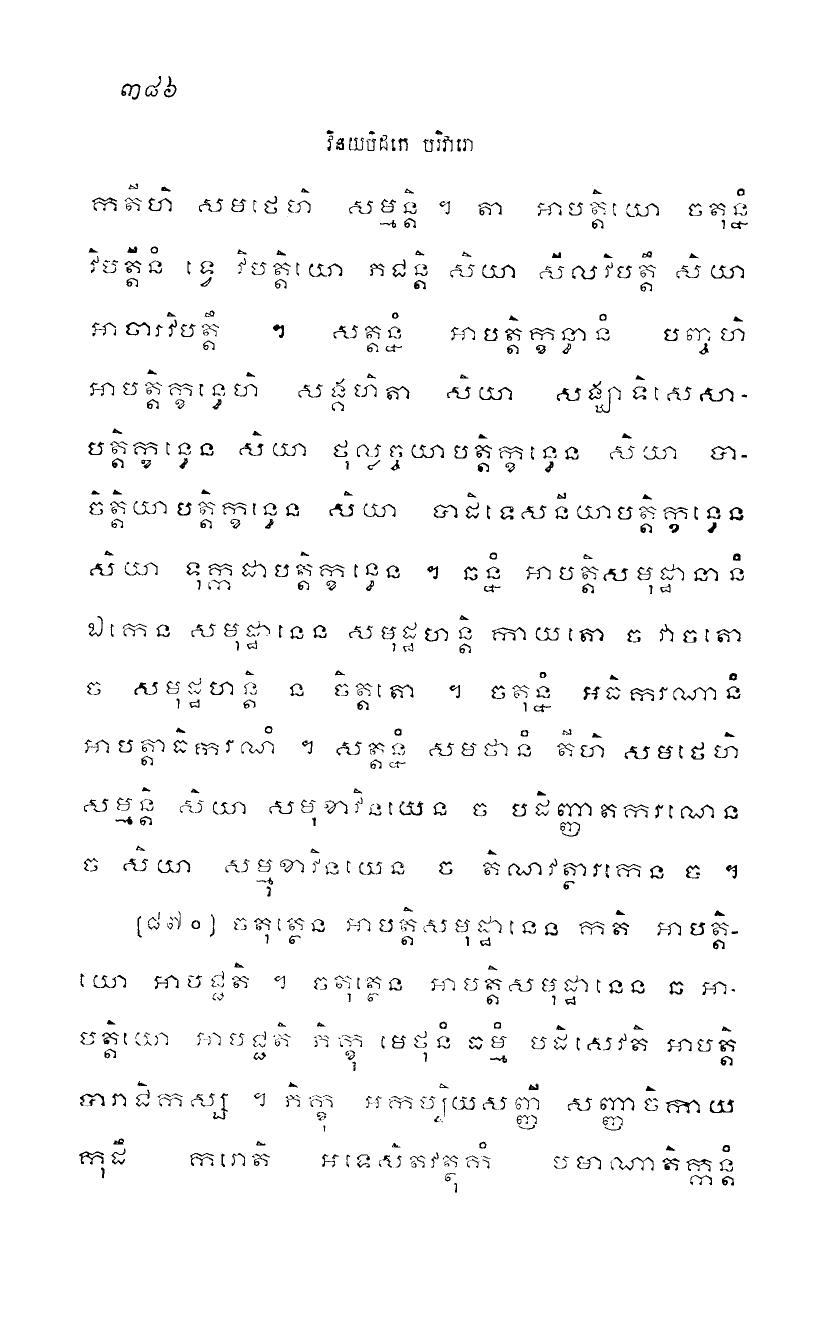 ៣៨៦
វិនយបិដកេ បរិវារោ
កតីហិ សមថេហិ សម្មន្តិ ។ តា អាបត្តិយោ ចតុន្នំ
វិបត្តីនំ ទ្វេ វិបត្តិយោ ភជន្តិ សិយា សីលវិបត្តឹ សិយា
អាចារវិបត្តឹ ។ សត្តន្នំ អាបត្តិក្ខន្ធានំ បញ្ចហិ
អាបត្តិក្ខន្ធេហិ សង្គហិតា សិយា សង្ឃាទិសេសា-
បត្តិក្ខន្ធេន សិយា ថុល្លច្ចយាបត្តិក្ខន្ធេន សិយា បា-
ចិត្តិយាបត្តិក្ខន្ធេន សិយា បាដិទេសនីយាបត្តិក្ខន្ធេន
សិយា ទុក្កដាបត្តិក្ខន្ធេន ។ ឆន្នំ អាបត្តិសមុដ្ឋានានំ
ឯកេន សមុដ្ឋានេន សមុដ្ឋហន្តិ កាយតោ ច វាចតោ
ច សមុដ្ឋហន្តិ ន ចិត្តតោ ។ ចតុន្នំ អធិករណានំ
អាបត្តាធិករណំ ។ សត្តន្នំ សមថានំ តីហិ សមថេហិ
សម្មន្តិ សិយា សមុខាវិនយេន ច បដិញ្ញាតករណេន
ច សិយា សម្មុខាវិនយេន ច តិណវត្ថារកេន ច ។
(៨៧០) ចតុត្ថេន អាបត្តិសមុដ្ឋានេន កតិ អាបត្តិ-
យោ អាបជ្ជតិ ។ ចតុត្ថេន អាបត្តិសមុដ្ឋានេន ឆ អា-
បត្តិយោ អាបជ្ជតិ ភិក្ខុ មេថុនំ ធម្មំ បដិសេវតិ អាបត្តិ
បារាជិកស្ស ។ ភិក្ខុ អកប្បិយសញ្ញី សញ្ញាចិកាយ
កុដឹ ករោតិ អទេសិតវត្ថុកំ បមាណាតិក្កន្តំ